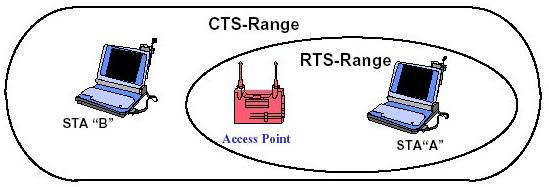 CTS-Range
RTS-Range
STA “B”
Access Point
STA“A”